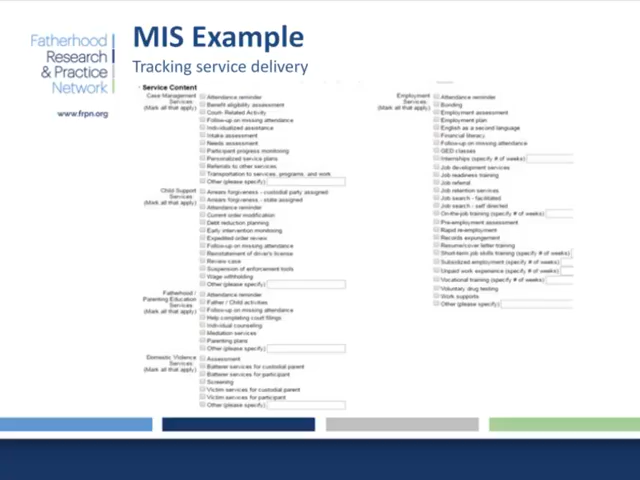 Fatherhood
Research
& Practice
Network
www.frpn.org
MIS Example
Tracking service delivery
Service Content
Case Management
Services:
(Mark all that apply)
Attendance reminder
Benefit eligibility assessment
Court- Related Activity
Follow-up on missing attendance
Individualized assistance
Intake assessment
Needs assessment
Participant progress monitoring
Personalized service plans
Referrals to other services
Transportation to services, programs, and work
Other (please specify)
Child Support
Services:
(Mark all that apply)
Arrears forgiveness - custodial party assigned
Arrears forgiveness - state assigned
Attendance reminder
Current order modification
Debt reduction planning
Early intervention monitoring
Expedited order review
Follow-up on missing attendance
Reinstatement of driver's license
Review case
Suspension of enforcement tools
Wage withholding
Other (please specify)
Fatherhood /
Parenting Education
Services:
(Mark all that apply)
Attendance reminder
Father / Child activities
Follow-up on missing attendance
Help completing court filings
Individual counseling
Mediation services
Parenting plans
Other (please specify)
Domestic Violence
Services:
(Mark all that apply)
Assessment
Batterer services for custodial parent
Batterer services for participant
Screening
Victim services for custodial parent
Victim services for participant
Other (please specify)
Employment
Services:
(Mark all that apply)
Attendance reminder
Bonding
Employment assessment
Employment plan
English as a second language
Financial literacy
Follow-up on missing attendance
GED classes
Internships (specify # of weeks)
Job development services
Job readiness training
Job referral
Job retention services
Job search - facilitated
Job search - self directed
On-the-job training (specify # of weeks)
Pre-employment assessment
Rapid re-employment
Records expungement
Resume/cover letter training
Short-term job skills training (specify # of weeks)
Subsidized employment (specify # of weeks)
Unpaid work experience (specify # of weeks)
Vocational training (specify # of weeks)
Voluntary drug testing
Work supports
Other (please specify)